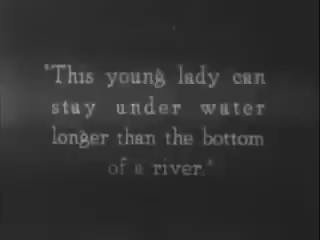 "This young lady can
stay under water
longer than the bottom
of a river."